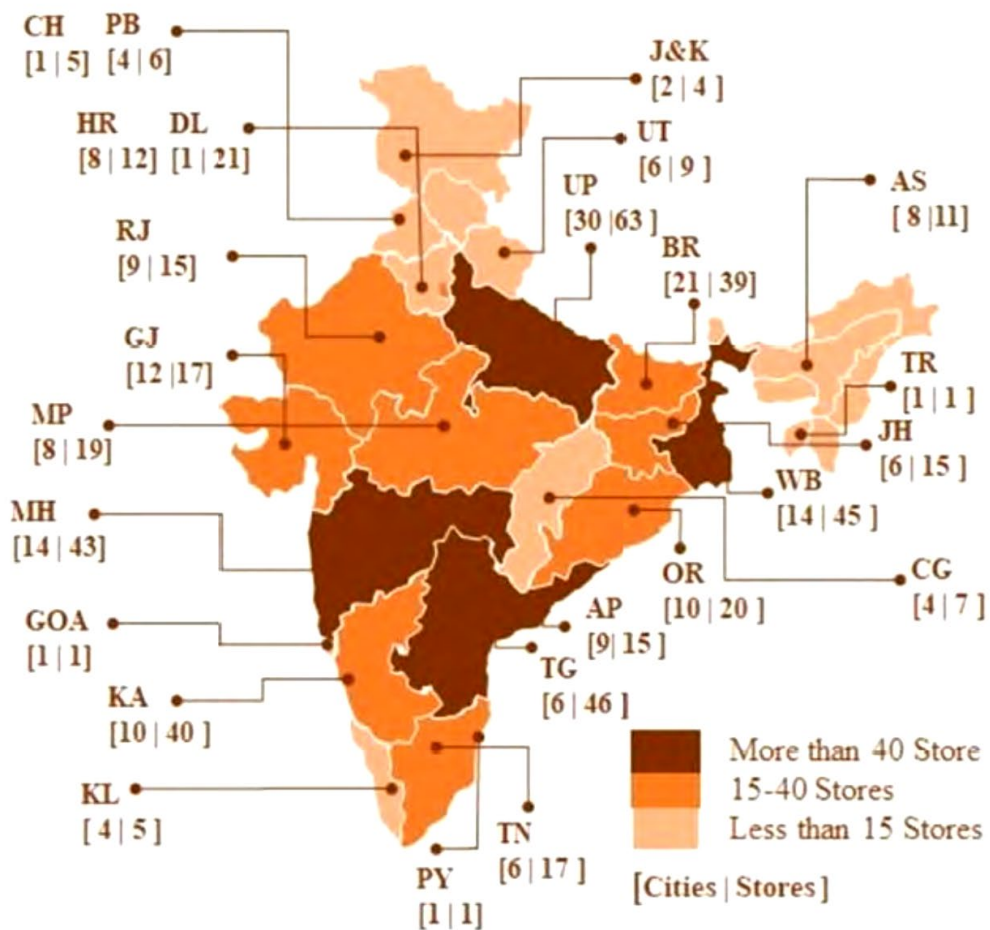 CH PB
[1 | 5] [4 | 6]
J&K
[2 | 4 ]
HR DL
[8 | 12] [1 | 21]
UT
[6 | 9 ]
UP
[30 |63 ]
AS
[ 8 |11]
RJ
[9 | 15]
BR
[21 | 39]
GJ
[12 |17]
TR
[1 | 1 ]
MP
[8 | 19]
JH
[6 | 15 ]
WB
[14 | 45 ]
MH
[14 | 43]
OR
[10 | 20 ]
CG
[4 | 7 ]
GOA
[1 | 1]
AP
[9| 15 ]
TG
[6 | 46 ]
KA
[10 | 40 ]
KL
[ 4 | 5 ]
TN
[6 | 17 ]
PY
[1 | 1]
More than 40 Store
15-40 Stores
Less than 15 Stores
[Cities | Stores ]